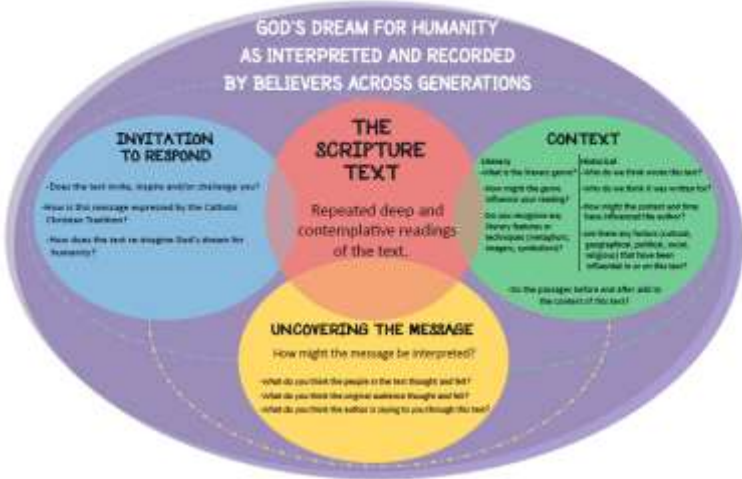 GOD'S DREAM FOR HUMANITY
AS INTERPRETED AND RECORDED
BY BELIEVERS ACROSS GENERATIONS
INVITATION
TO RESPOND
-Does the text invite, inspire and/or challenge you?
-How is this message expressed by the Catholic
Christian Tradition?
-How does the text re-imagine God's dream for
humanity?
THE
SCRIPTURE
TEXT
Repeated deep and
contemplative readings
of the text.
CONTEXT
Literary
-What is the literary genre?
-How might the genre
influence your reading?
-Do you recognise any
literary features or
techniques (metaphors,
imagery, symbolism)?
Historical
-Who do we think wrote this text?
-Who do we think it was written for?
-How might the context and time
have influenced the author?
-Are there any factors (cultural,
geographical, political, social,
religious) that have been
influential in or on this text?
-Do the passages before and after add to
the context of this text?
UNCOVERING THE MESSAGE
How might the message be interpreted?
-What do you think the people in the text thought and felt?
-What do you think the original audience thought and felt?
-What do you think the author is saying to you through this text?